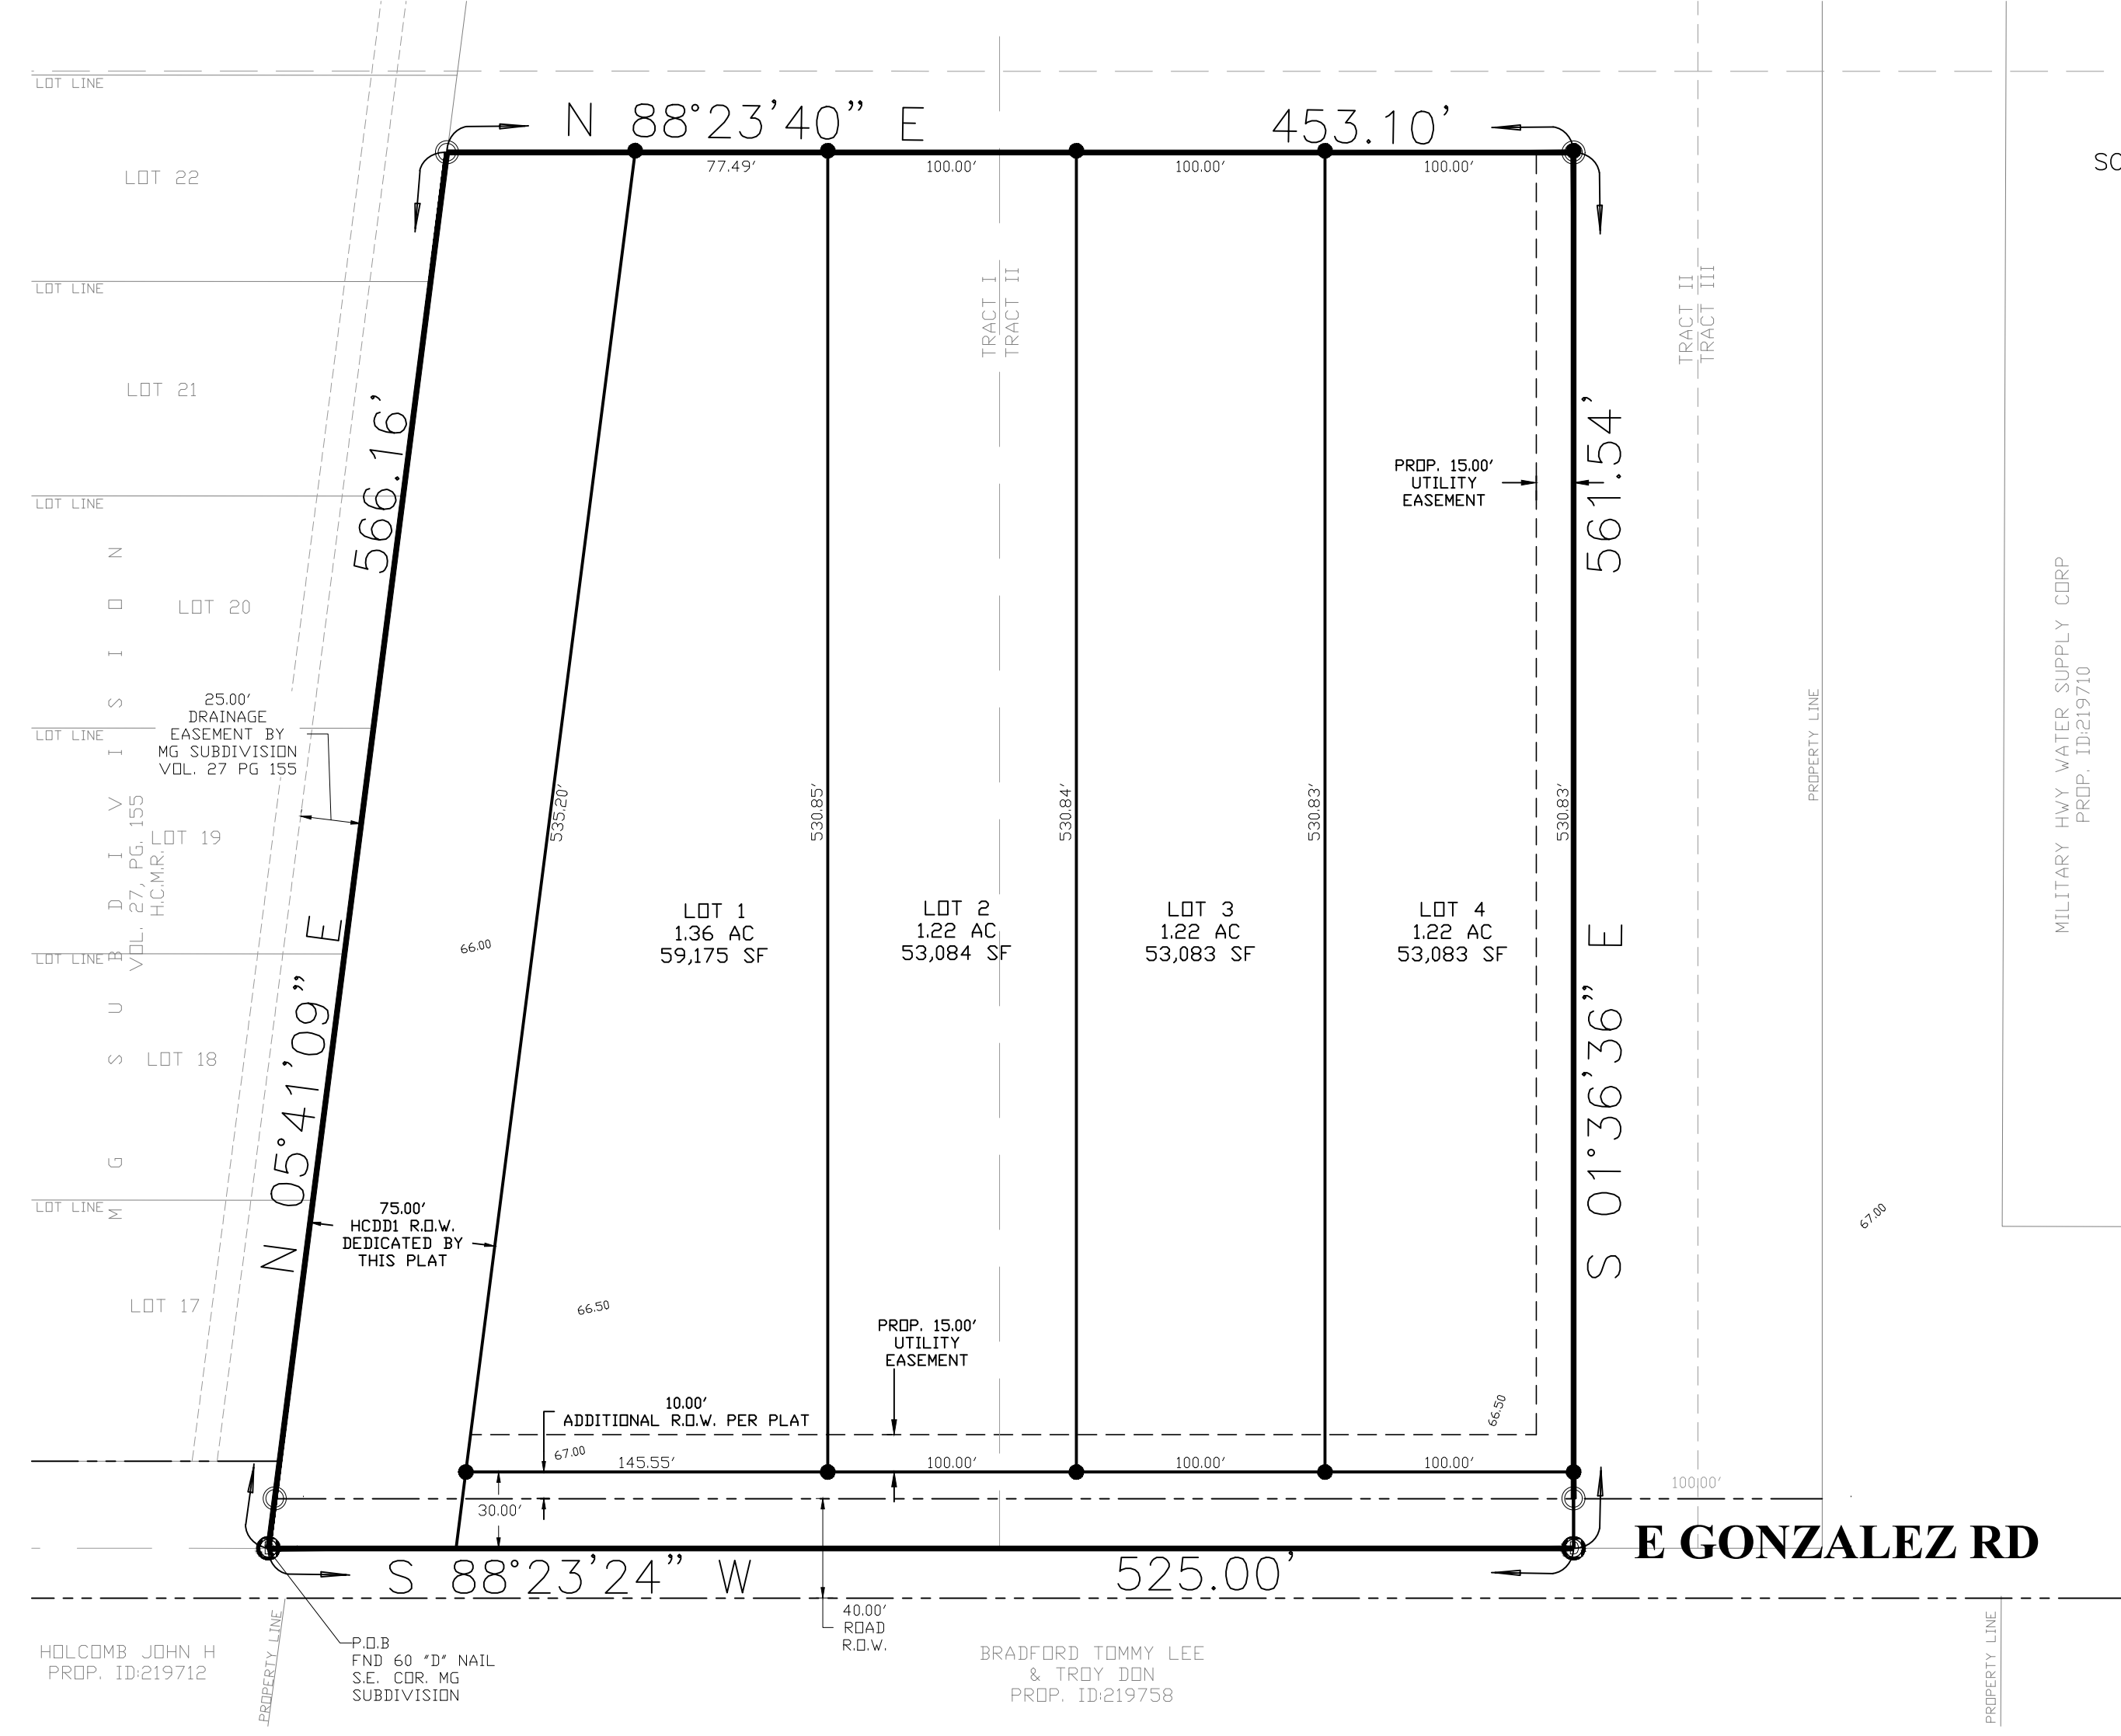 LOT LINE
N 88°23'40" E
453.10'
77.49'
100.00'
100.00'
100.00'
SO
LOT 22
LOT LINE
TRACT I
TRACT II
TRACT II
TRACT III
LOT 21
566.16'
561.54'
PROP. 15.00'
UTILITY
EASEMENT
LOT LINE
LOT 20
MG SUBDIVISION
VOL. 27, PG. 155
H.C.M.R.
25.00'
DRAINAGE
EASEMENT BY
MG SUBDIVISION
VOL. 27 PG 155
LOT LINE
PROPERTY LINE
MILITARY HWY WATER SUPPLY CORP
PROP. ID:219710
535.20'
530.85'
530.84'
530.83'
530.83'
LOT 19
LOT 1
1.36 AC
59,175 SF
LOT 2
1.22 AC
53,084 SF
LOT 3
1.22 AC
53,083 SF
LOT 4
1.22 AC
53,083 SF
66.00
LOT LINE
N 05°41'09" E
S 01°36'36" E
LOT 18
LOT LINE
75.00'
HCDD1 R.O.W.
DEDICATED BY
THIS PLAT
67.00
LOT 17
66.50
PROP. 15.00'
UTILITY
EASEMENT
10.00'
ADDITIONAL R.O.W. PER PLAT
66.50
67.00
145.55'
100.00'
100.00'
100.00'
100.00'
30.00'
E GONZALEZ RD
S 88°23'24" W
525.00'
40.00'
ROAD
R.O.W.
PROPERTY LINE
P.O.B
FND 60 "D" NAIL
S.E. COR. MG
SUBDIVISION
HOLCOMB JOHN H
PROP. ID:219712
BRADFORD TOMMY LEE
& TROY DON
PROP. ID:219758
PROPERTY LINE